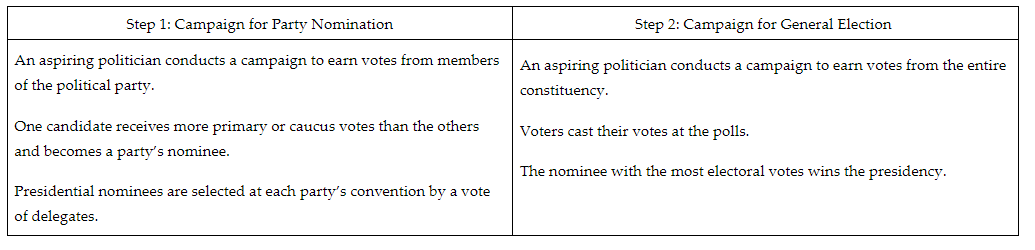 Step 1: Campaign for Party Nomination
Step 2: Campaign for General Election
An aspiring politician conducts a campaign to earn votes from members
of the political party.
One candidate receives more primary or caucus votes than the others
and becomes a party's nominee.
Presidential nominees are selected at each party's convention by a vote
of delegates.
An aspiring politician conducts a campaign to earn votes from the entire
constituency.
Voters cast their votes at the polls.
The nominee with the most electoral votes wins the presidency.